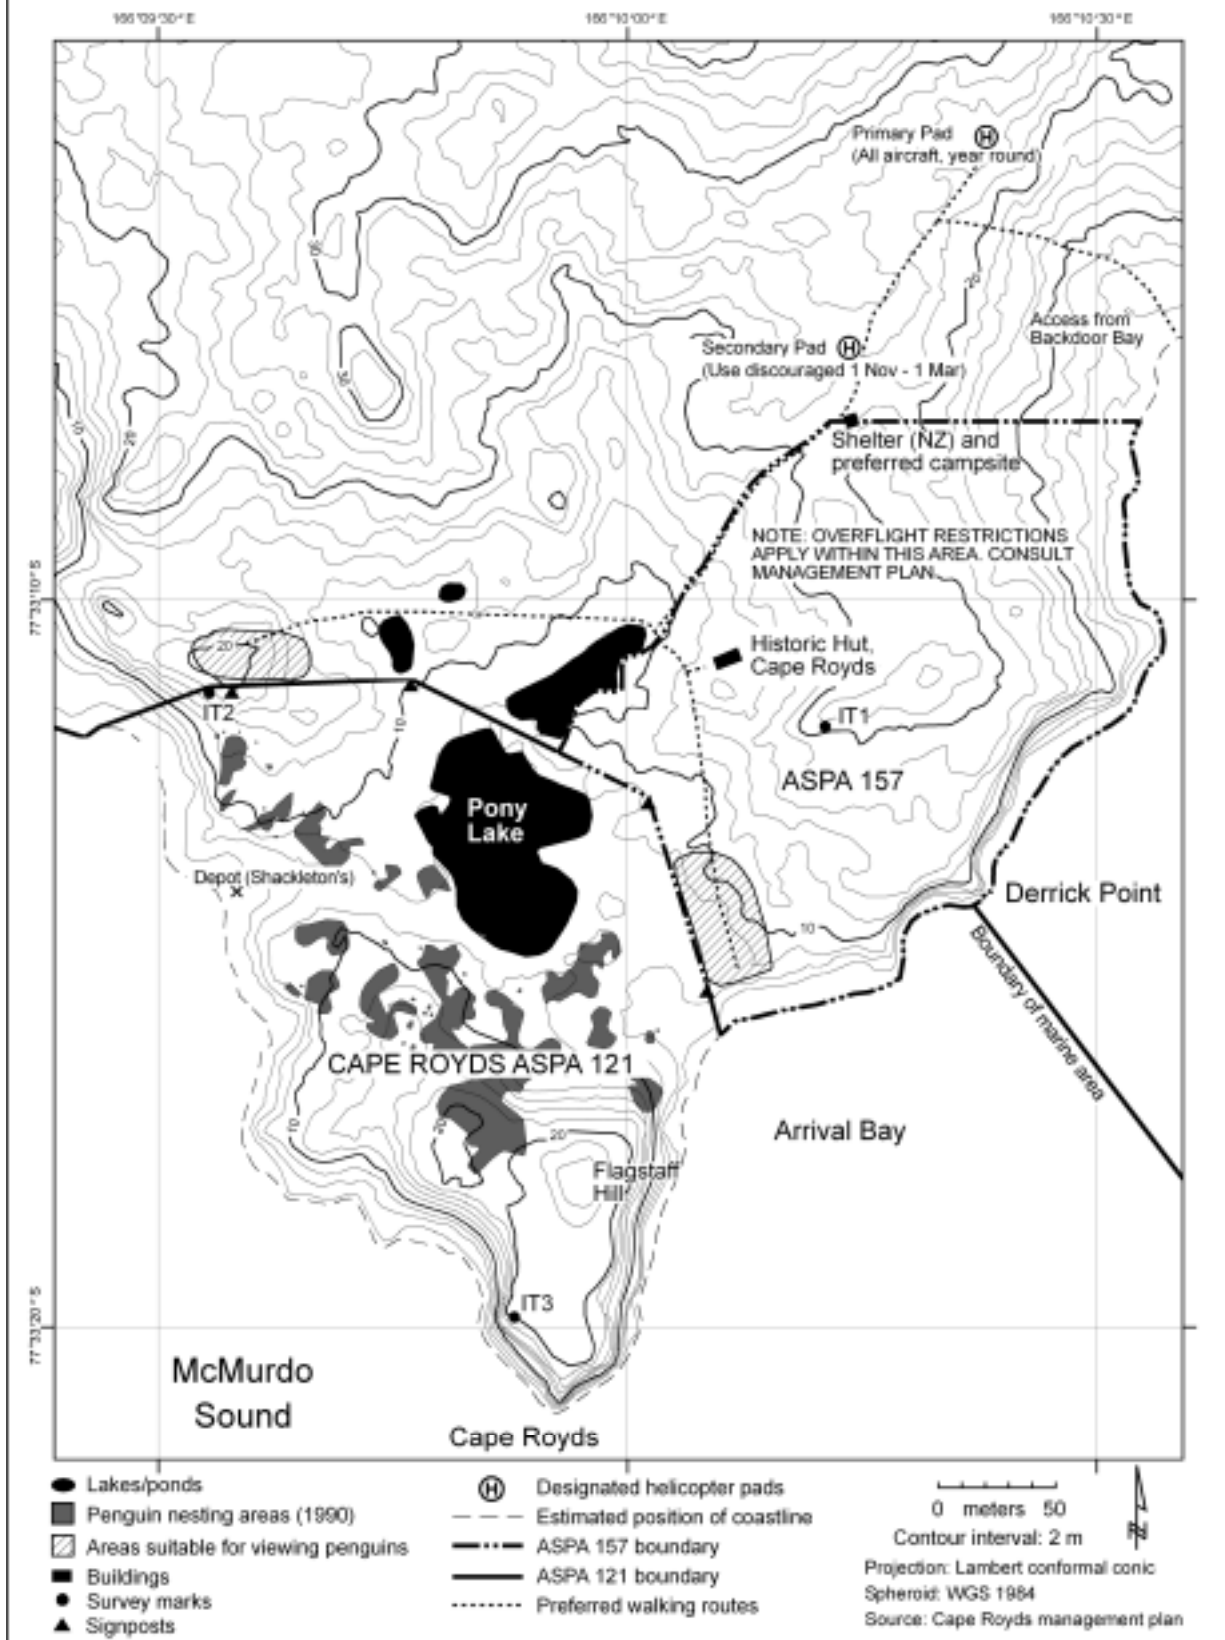 166°09'30" E
166°10'00" E
166°10'30" E
Primary Pad
(All aircraft, year round)
30
20
Access from
Backdoor Bay
Secondary Pad
(Use discouraged 1 Nov - 1 Mar)
30
10
20
Shelter (NZ) and
preferred campsite
NOTE: OVERFLIGHT RESTRICTIONS
APPLY WITHIN THIS AREA. CONSULT
MANAGEMENT PLAN.
77°33'10" S
20
Historic Hut,
Cape Royds
IT2
10
IT1
ASPA 157
Pony
Lake
Depot (Shackleton's)
Derrick Point
10
Boundary of marine area
CAPE ROYDS ASPA 121
10
20
20
Arrival Bay
Flagstaff
Hill
IT3
77°33'20" S
McMurdo
Sound
Cape Royds
Lakes/ponds
Penguin nesting areas (1990)
Areas suitable for viewing penguins
Buildings
Survey marks
Signposts
H
Designated helicopter pads
Estimated position of coastline
ASPA 157 boundary
ASPA 121 boundary
Preferred walking routes
0 meters 50
Contour interval: 2 m
N
Projection: Lambert conformal conic
Spheroid: WGS 1984
Source: Cape Royds management plan